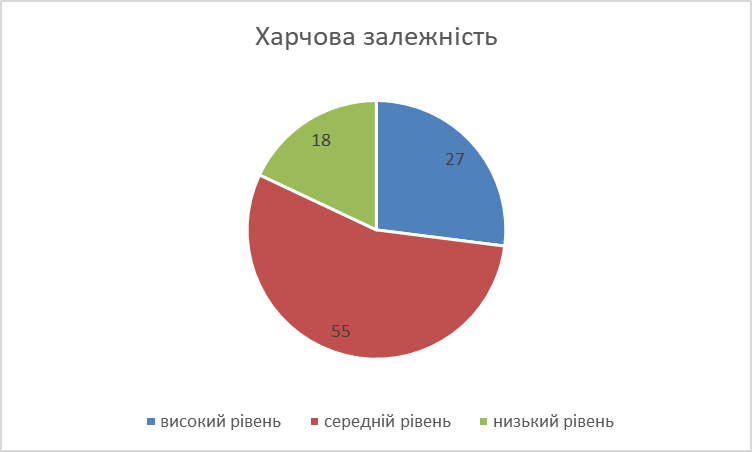 Харчова залежність
18
27
55
високий рівень середній рівень низький рівень